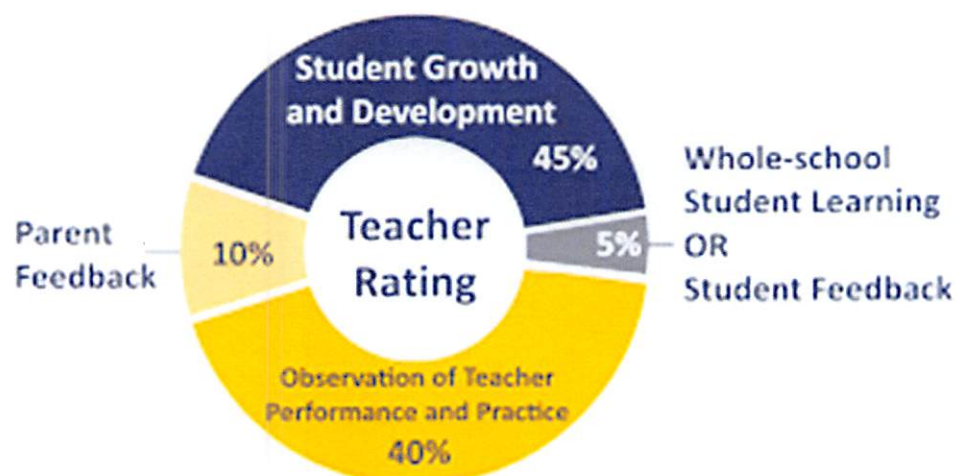 Student Growth
and Development
45%
Whole-school
Student Learning
OR
Student Feedback
5%
Parent
Feedback
10%
Teacher
Rating
Observation of Teacher
Performance and Practice
40%